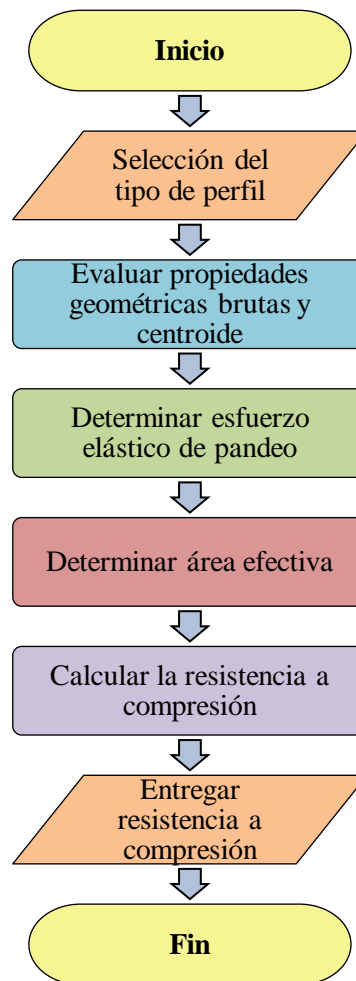 Inicio
Selección del
tipo de perfil
Evaluar propiedades
geométricas brutas y
centroide
Determinar esfuerzo
elástico de pandeo
Determinar área efectiva
Calcular la resistencia a
compresión
Entregar
resistencia a
compresión
Fin